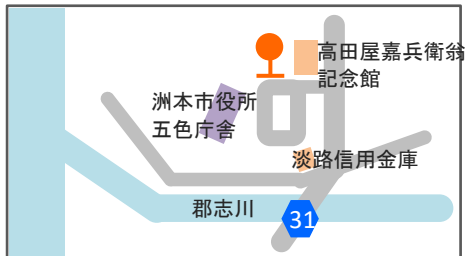 高田屋嘉兵衛翁
記念館
洲本市役所
五色庁舎
淡路信用金庫
郡志川
31